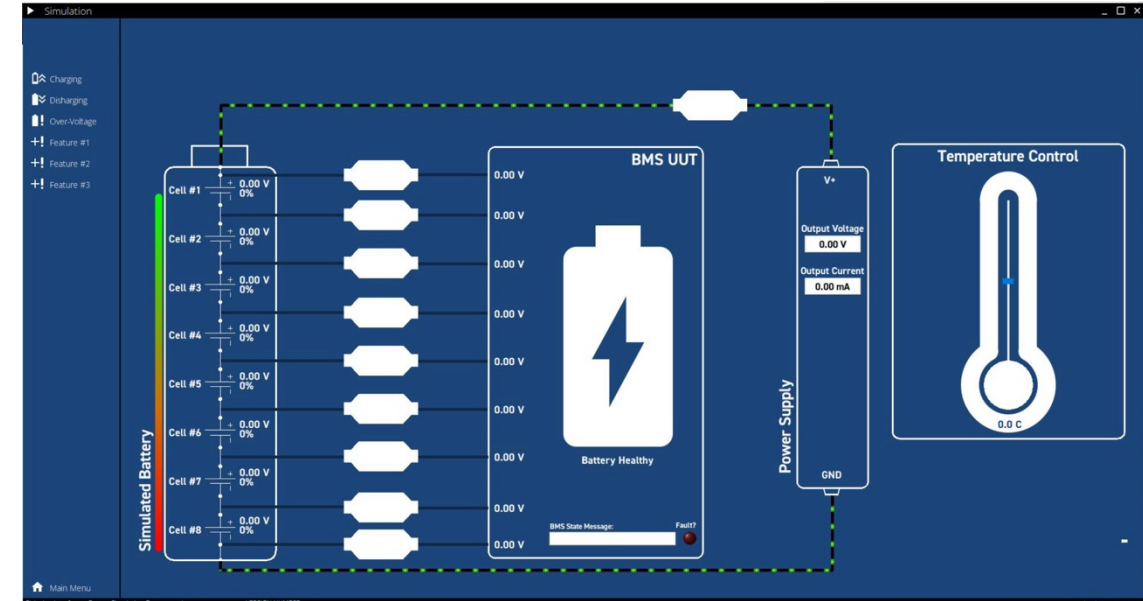 Simulation
Charging
Disharging
Over-Voltage
Feature #1
Feature #2
Feature #3
Main Menu
Simulated Battery
Cell #1
+ 0.00 V
0%
Cell #2
+ 0.00 V
0%
Cell #3
+ 0.00 V
0%
Cell #4
+ 0.00 V
0%
Cell #5
+ 0.00 V
0%
Cell #6
+ 0.00 V
0%
Cell #7
+ 0.00 V
0%
Cell #8
+ 0.00 V
0%
BMS UUT
0.00 V
0.00 V
0.00 V
0.00 V
0.00 V
0.00 V
0.00 V
0.00 V
0.00 V
Battery Healthy
BMS State Message:
Fault?
Power Supply
V+
Output Voltage
0.00 V
Output Current
0.00 mA
GND
Temperature Control
0.0 C